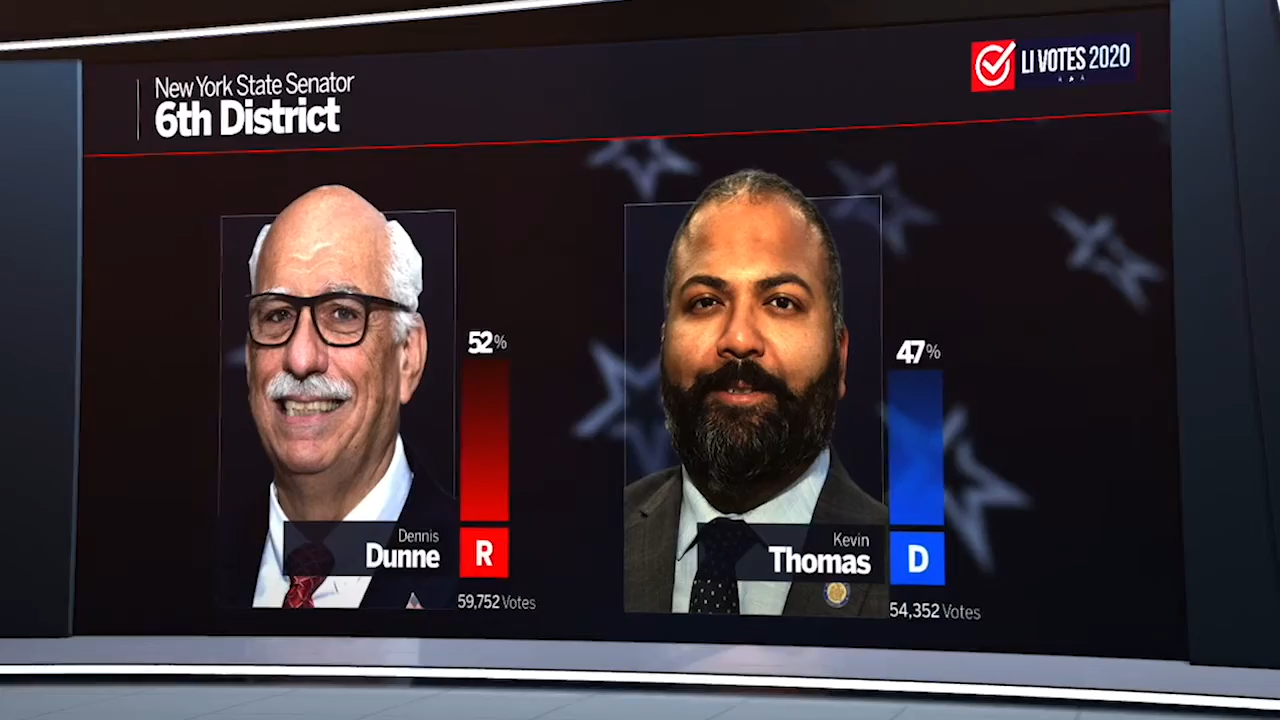 New York State Senator
6th District
LI VOTES 2020
52%
Dennis
Dunne
R
59,752 Votes
47%
Kevin
Thomas
D
54,352 Votes